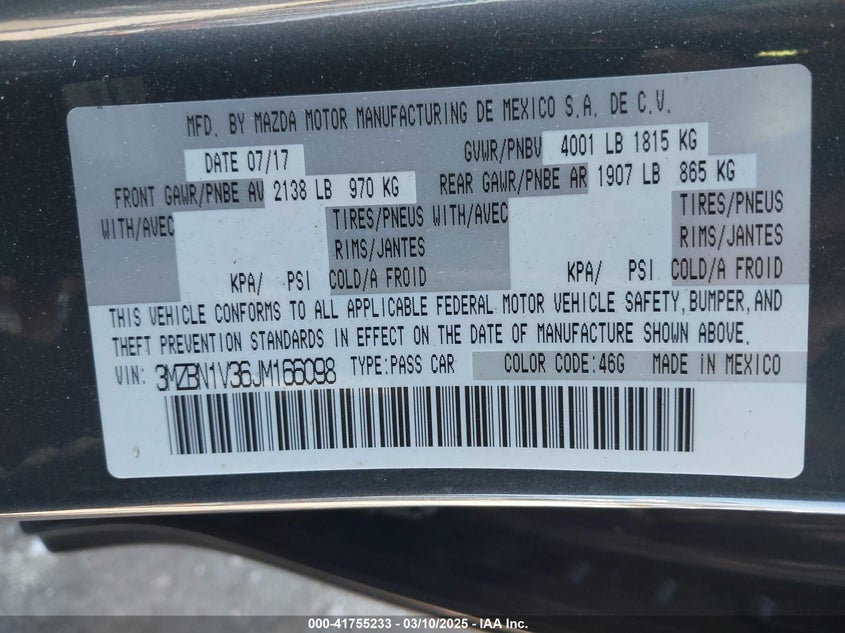 MFD. BY MAZDA MOTOR MANUFACTURING DE MEXICO S.A. DE C.V.
DATE 07/17 GVWR/PNBV 4001 LB 1815 KG
FRONT GAWR/PNBE AV 2138 LB 970 KG REAR GAWR/PNBE AR 1907 LB 865 KG
WITH/AVEC TIRES/PNEUS WITH/AVEC TIRES/PNEUS
RIMS/JANTES RIMS/JANTES
KPA/ PSI COLD/A FROID KPA/ PSI COLD/A FROID
THIS VEHICLE CONFORMS TO ALL APPLICABLE FEDERAL MOTOR VEHICLE SAFETY, BUMPER, AND
THEFT PREVENTION STANDARDS IN EFFECT ON THE DATE OF MANUFACTURE SHOWN ABOVE.
VIN: 3MZBN1V36JM166098 TYPE:PASS CAR COLOR CODE:46G MADE IN MEXICO
000-41755233 - 03/10/2025 - IAA Inc.